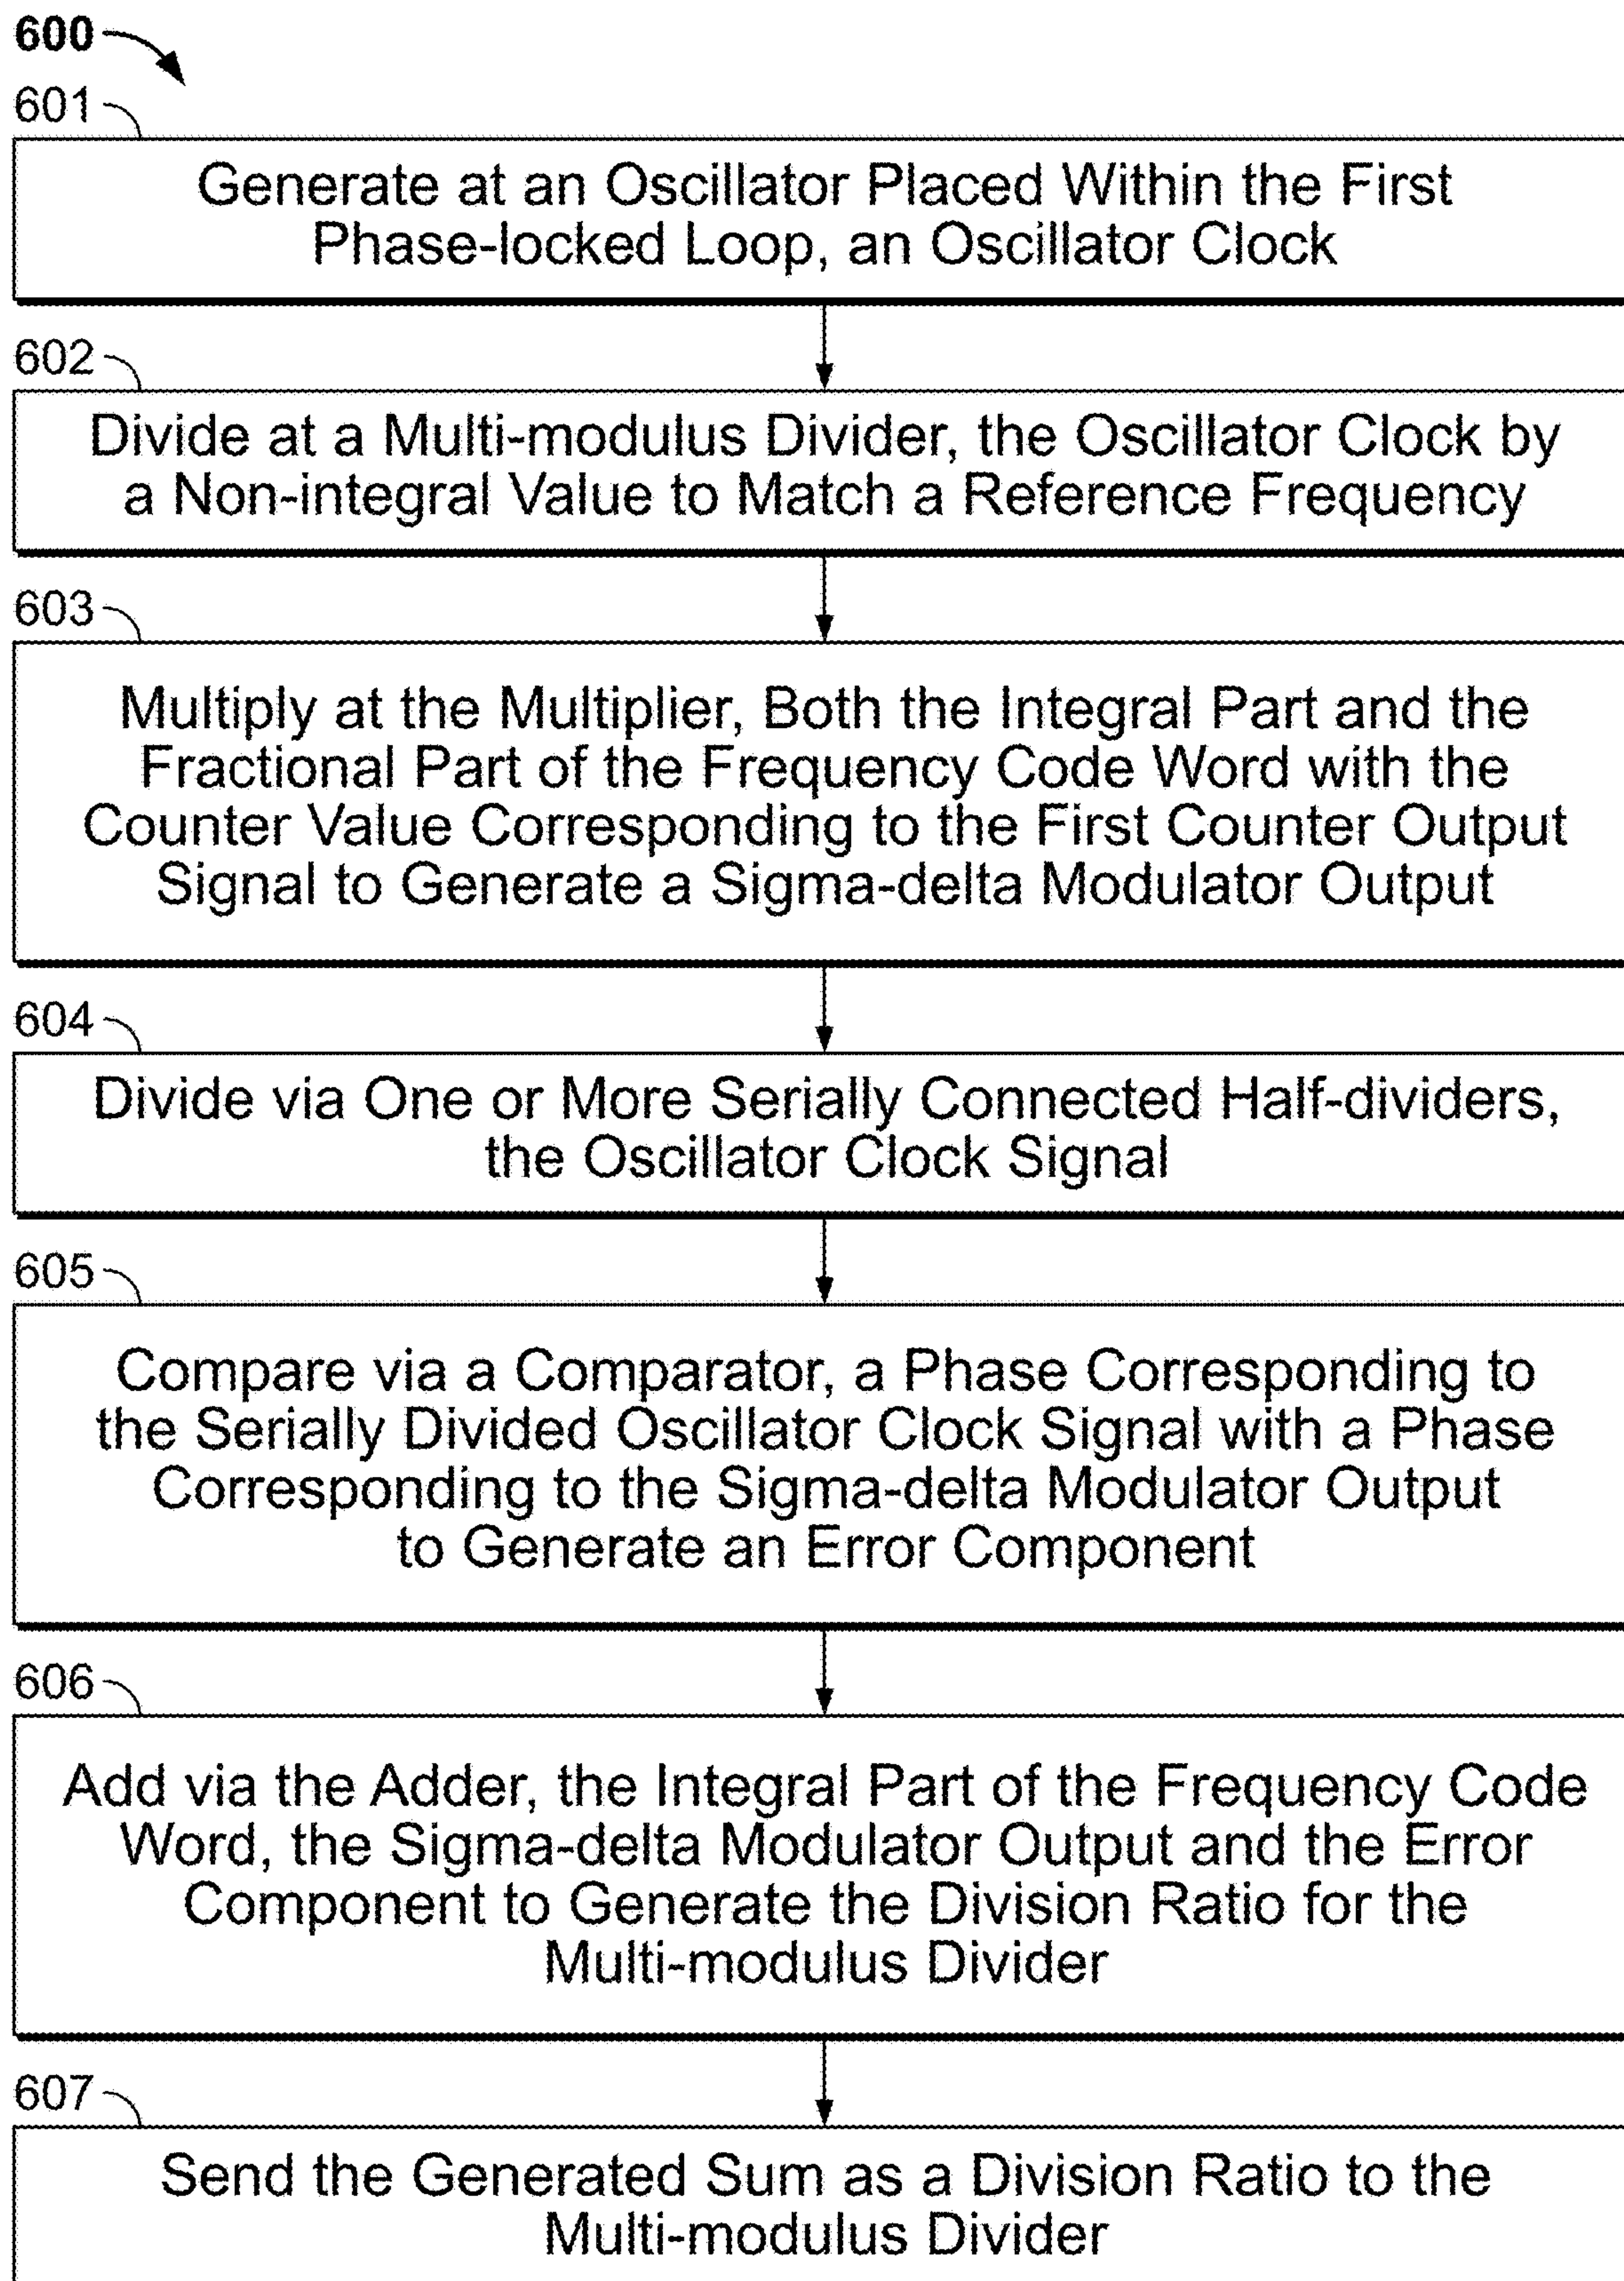 600
601
Generate at an Oscillator Placed Within the First
Phase-locked Loop, an Oscillator Clock
602
Divide at a Multi-modulus Divider, the Oscillator Clock by
a Non-integral Value to Match a Reference Frequency
603
Multiply at the Multiplier, Both the Integral Part and the
Fractional Part of the Frequency Code Word with the
Counter Value Corresponding to the First Counter Output
Signal to Generate a Sigma-delta Modulator Output
604
Divide via One or More Serially Connected Half-dividers,
the Oscillator Clock Signal
605
Compare via a Comparator, a Phase Corresponding to
the Serially Divided Oscillator Clock Signal with a Phase
Corresponding to the Sigma-delta Modulator Output
to Generate an Error Component
606
Add via the Adder, the Integral Part of the Frequency Code
Word, the Sigma-delta Modulator Output and the Error
Component to Generate the Division Ratio for the
Multi-modulus Divider
607
Send the Generated Sum as a Division Ratio to the
Multi-modulus Divider